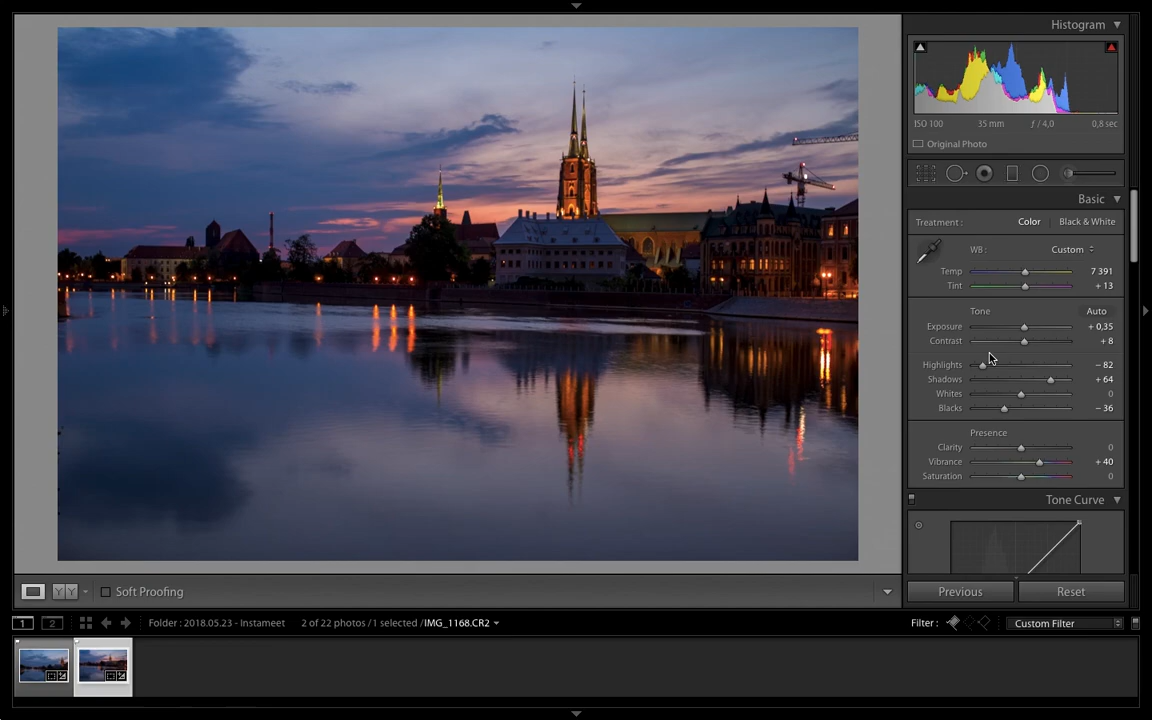 Histogram
ISO 100 35 mm ƒ / 4,0 0,8 sec
Original Photo
Basic
Treatment : Color Black & White
WB : Custom
Temp 7 391
Tint + 13
Tone Auto
Exposure + 0,35
Contrast + 8
Highlights − 82
Shadows + 64
Whites 0
Blacks − 36
Presence
Clarity 0
Vibrance + 40
Saturation 0
Tone Curve
Y Y Soft Proofing Previous Reset
1 2 Folder : 2018.05.23 - Instameet 2 of 22 photos / 1 selected / IMG_1168.CR2 Filter : Custom Filter